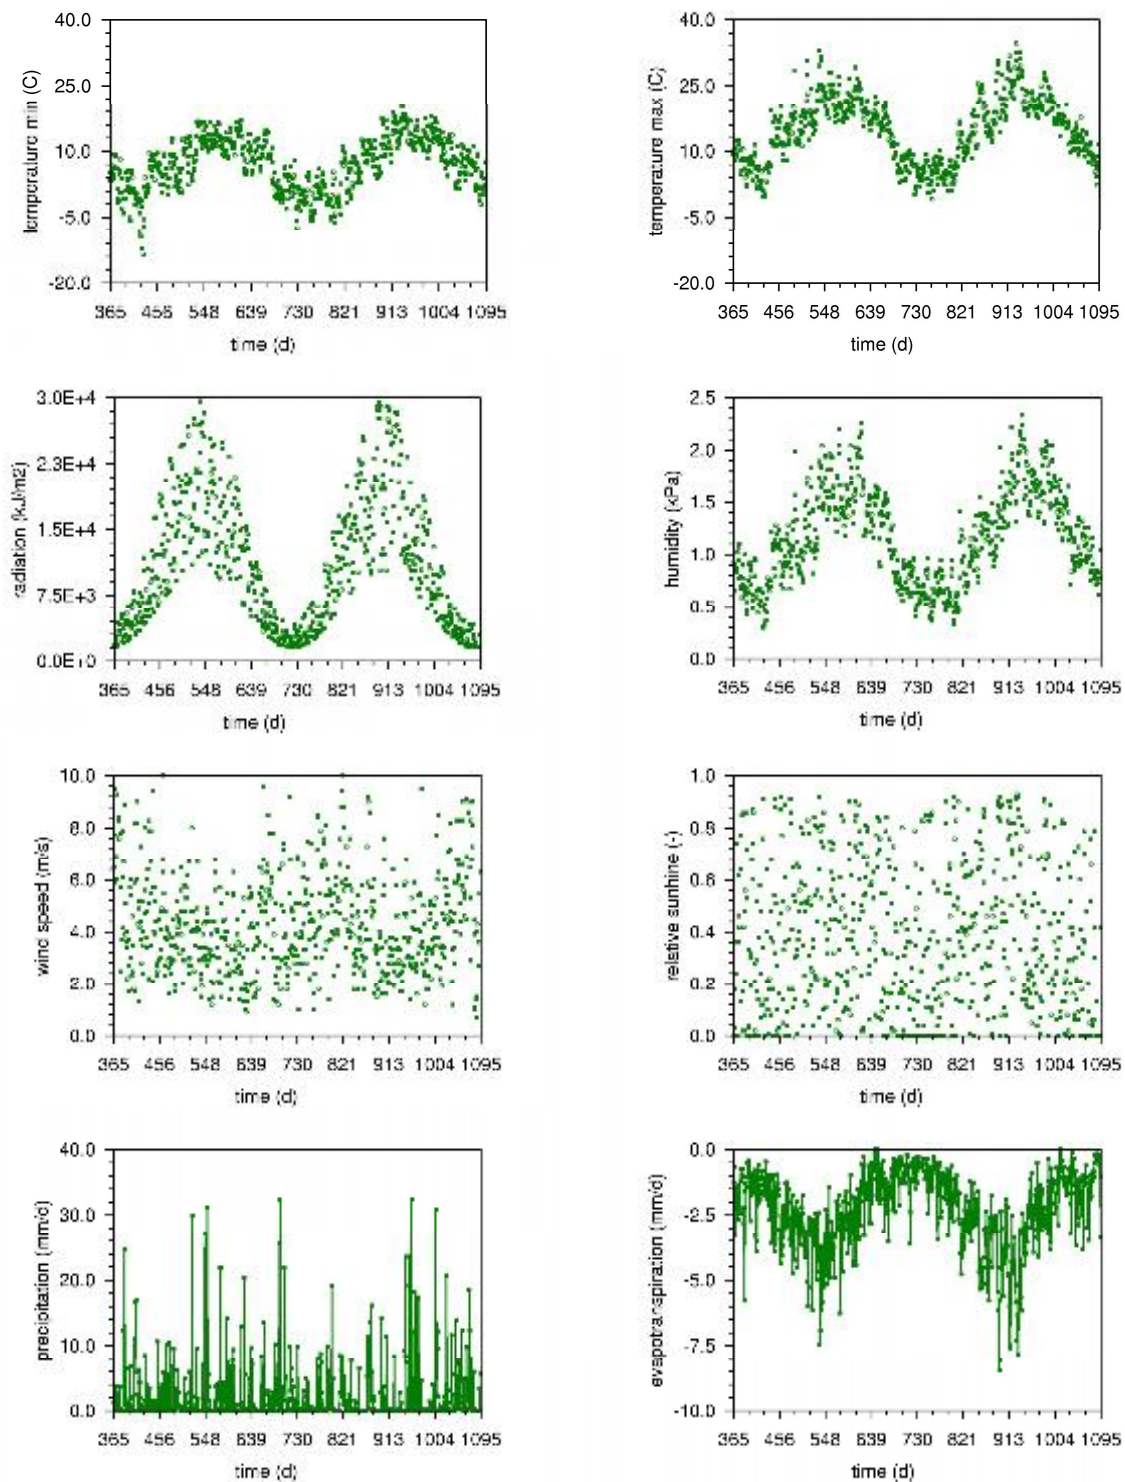 40.0
25.0
10.0
-5.0
-20.0
temperature min (C)
365 456 548 639 730 821 913 1004 1095
time (d)
40.0
25.0
10.0
-5.0
-20.0
temperature max (C)
365 456 548 639 730 821 913 1004 1095
time (d)
3.0E+4
2.3E+4
1.5E+4
7.5E+3
0.0E+0
radiation (kJ/m2)
365 456 548 639 730 821 913 1004 1095
time (d)
2.5
2.0
1.5
1.0
0.5
0.0
humidity (kPa)
365 456 548 639 730 821 913 1004 1095
time (d)
10.0
8.0
6.0
4.0
2.0
0.0
wind speed (m/s)
365 456 548 639 730 821 913 1004 1095
time (d)
1.0
0.8
0.6
0.4
0.2
0.0
relative sunhine (-)
365 456 548 639 730 821 913 1004 1095
time (d)
40.0
30.0
20.0
10.0
0.0
precipitation (mm/d)
365 456 548 639 730 821 913 1004 1095
time (d)
0.0
-2.5
-5.0
-7.5
-10.0
evapotranspiration (mm/d)
365 456 548 639 730 821 913 1004 1095
time (d)